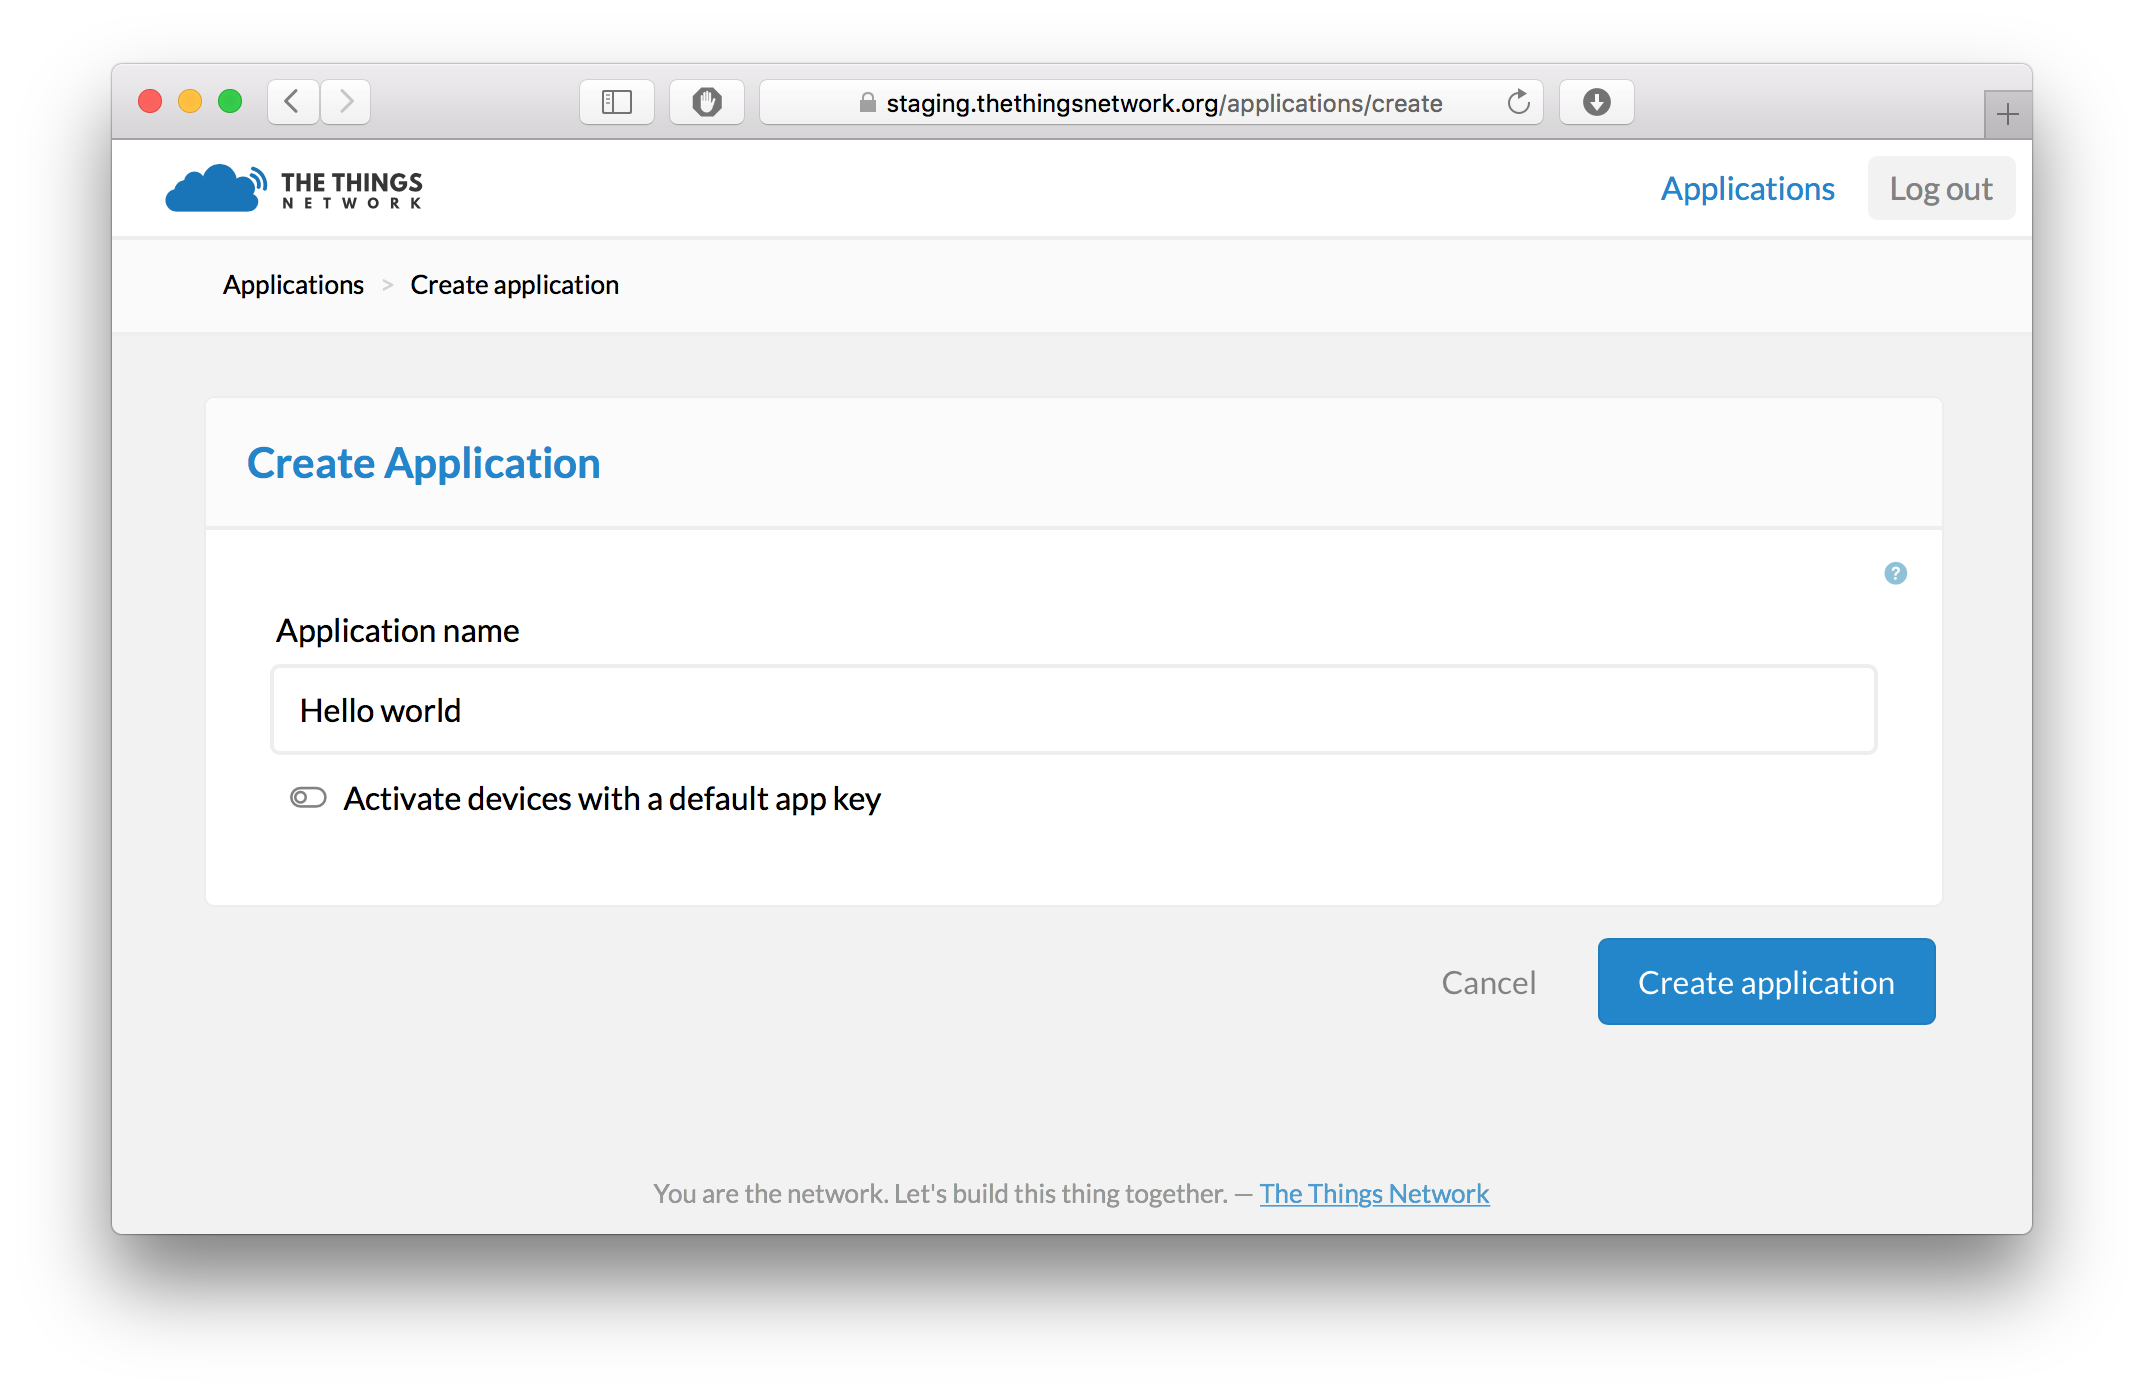 staging.thethingsnetwork.org/applications/create
THE THINGS
NETWORK
Applications
Log out
Applications > Create application
Create Application
?
Application name
Hello world
Activate devices with a default app key
Cancel
Create application
You are the network. Let's build this thing together. — The Things Network